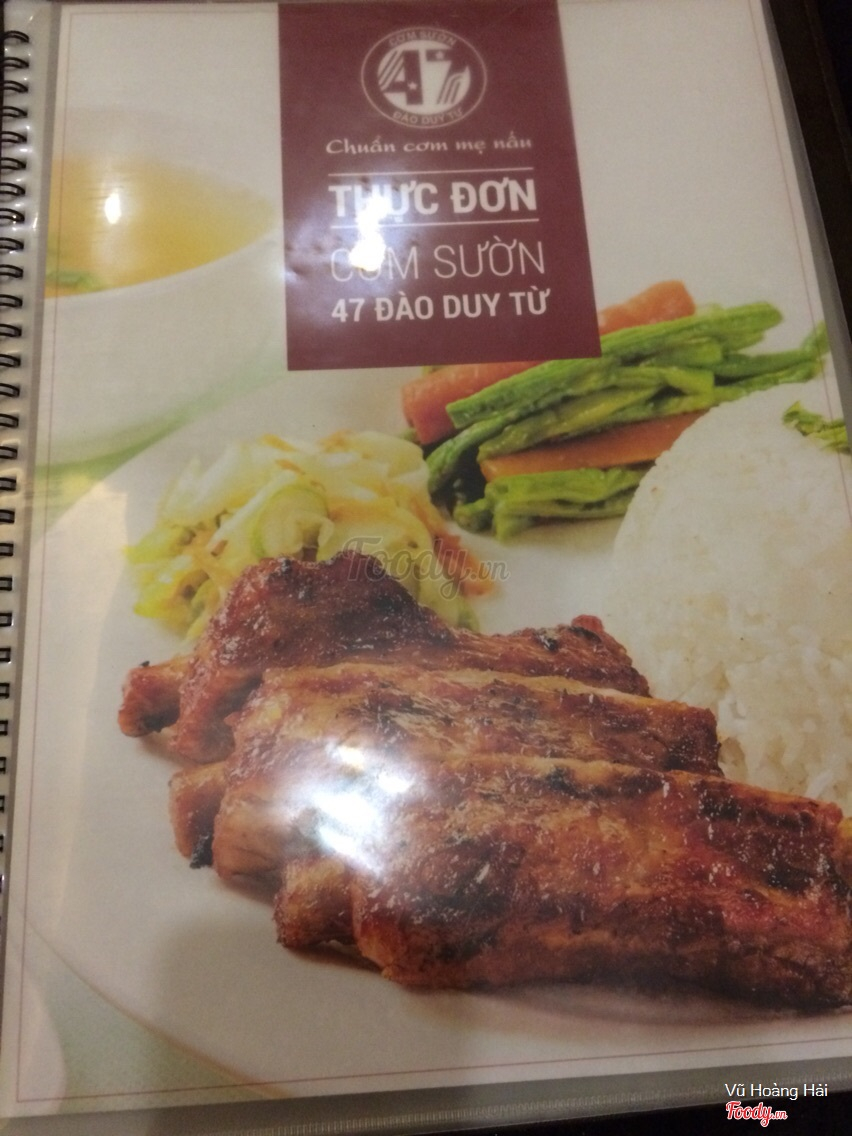 CƠM SƯỜN
47
ĐÀO DUY TỪ
Chuẩn cơm mẹ nấu
THỰC ĐƠN
CƠM SƯỜN
47 ĐÀO DUY TỪ
Foody.vn
Vũ Hoàng Hải
Foody.vn